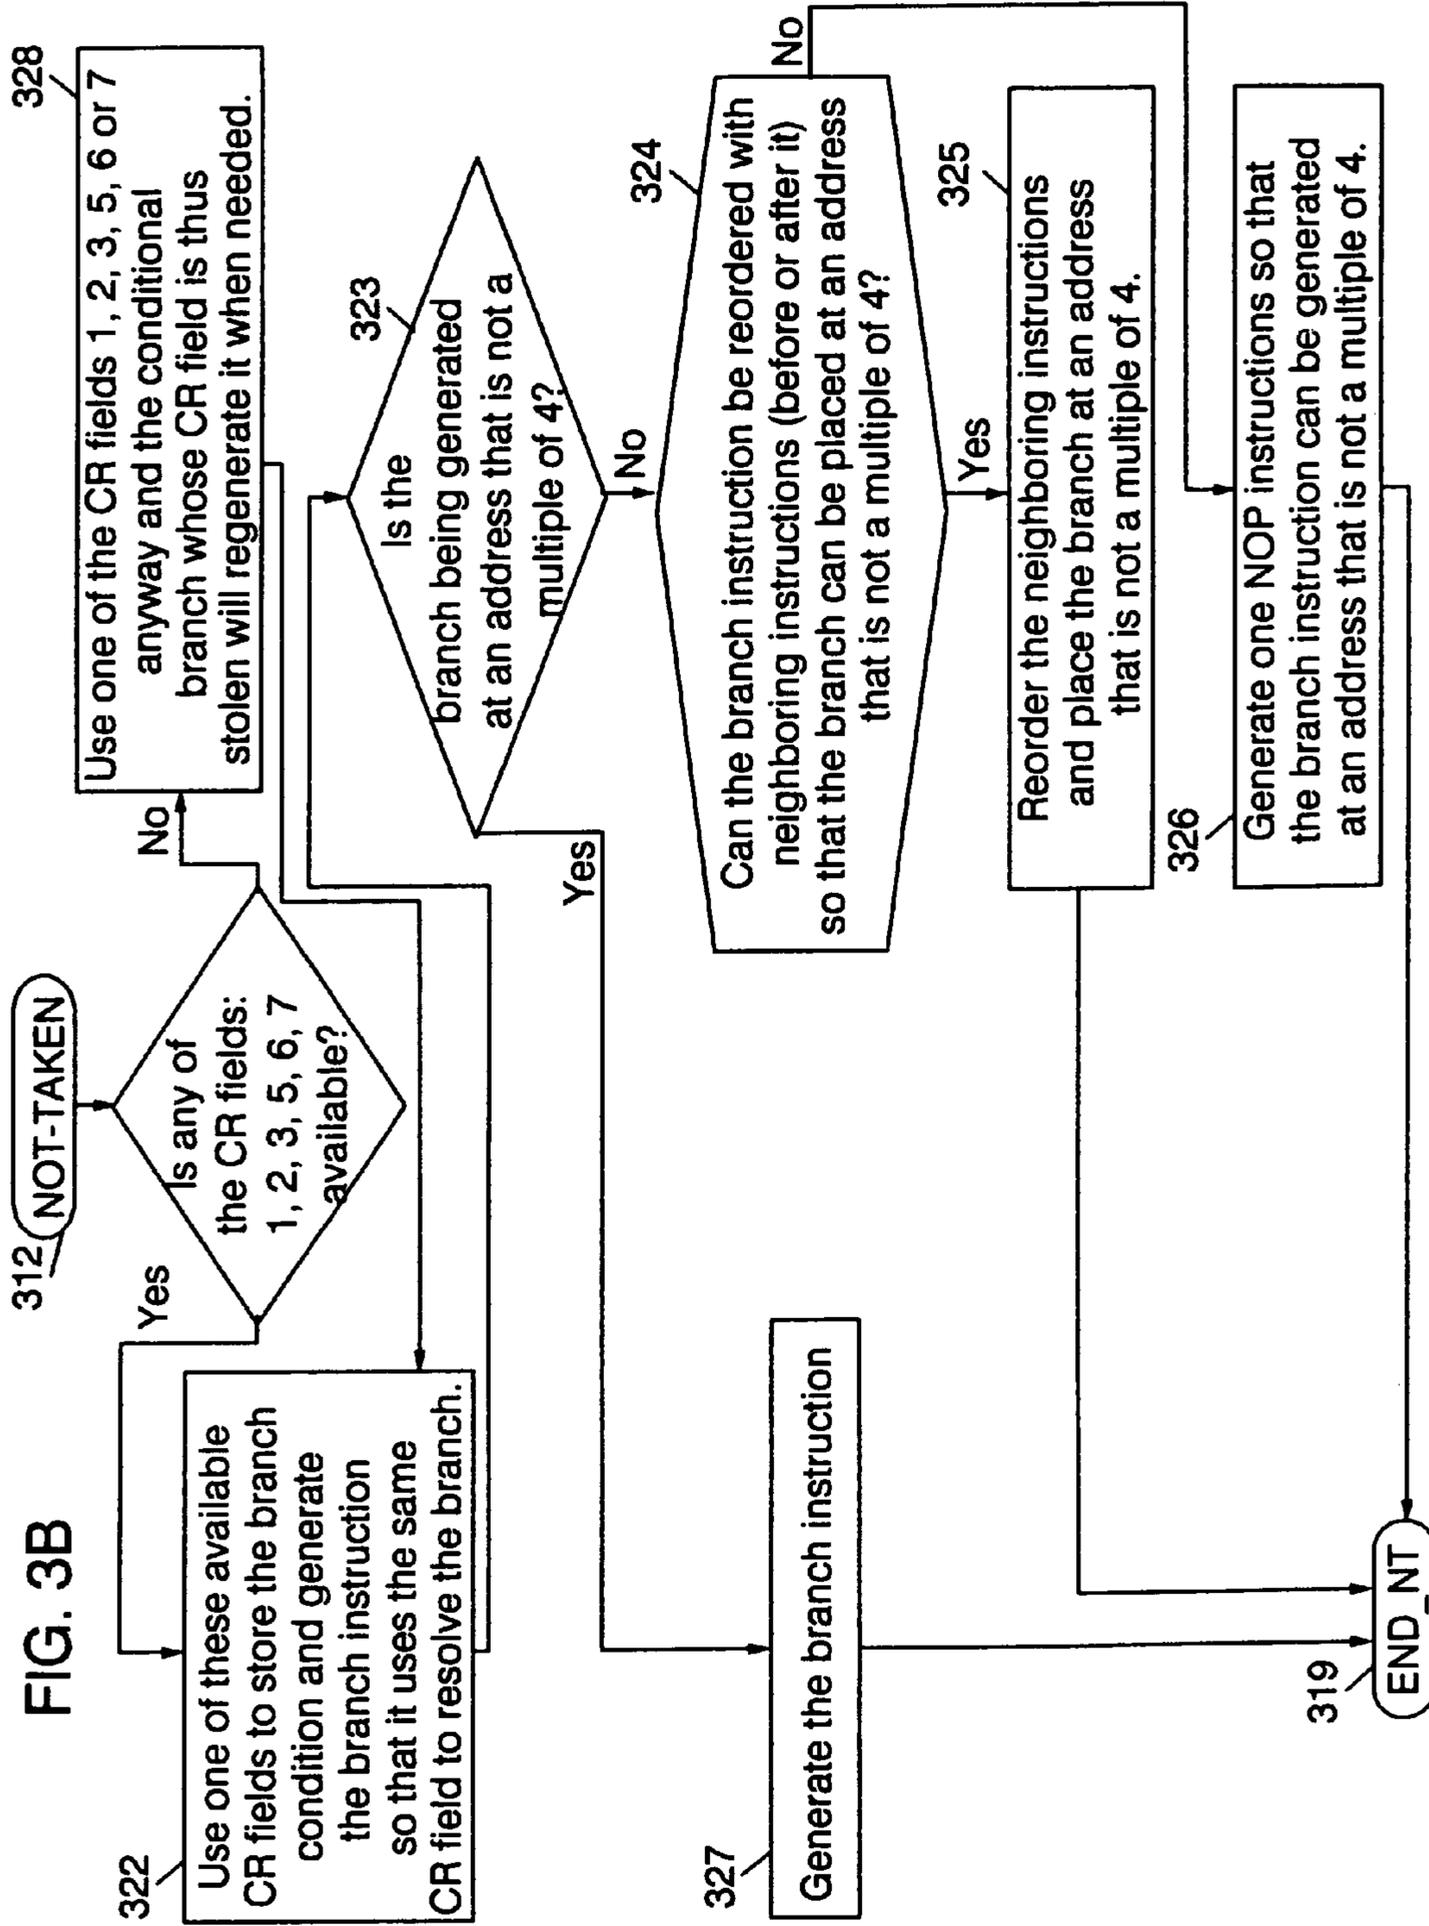 FIG. 3B
312
NOT-TAKEN
Is any of
the CR fields:
1, 2, 3, 5, 6, 7
available?
Yes
No
328
Use one of the CR fields 1, 2, 3, 5, 6 or 7
anyway and the conditional
branch whose CR field is thus
stolen will regenerate it when needed.
322
Use one of these available
CR fields to store the branch
condition and generate
the branch instruction
so that it uses the same
CR field to resolve the branch.
323
Is the
branch being generated
at an address that is not a
multiple of 4?
Yes
No
324
Can the branch instruction be reordered with
neighboring instructions (before or after it)
so that the branch can be placed at an address
that is not a multiple of 4?
No
Yes
327
Generate the branch instruction
325
Reorder the neighboring instructions
and place the branch at an address
that is not a multiple of 4.
326
Generate one NOP instructions so that
the branch instruction can be generated
at an address that is not a multiple of 4.
319
END_NT